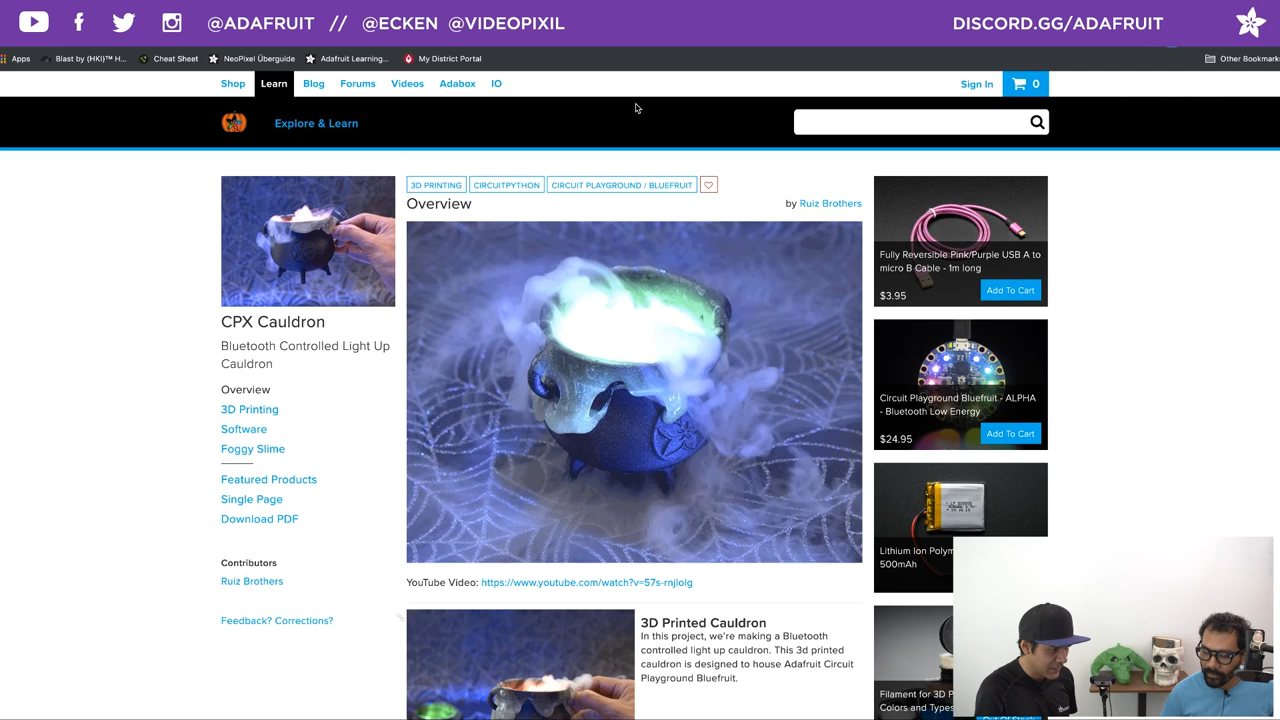 @ADAFRUIT // @ECKEN @VIDEOPIXIL
DISCORD.GG/ADAFRUIT
Apps
Blast by (HKI)™ H...
Cheat Sheet
NeoPixel Überguide
Adafruit Learning...
My District Portal
Other Bookmark
Shop
Learn
Blog
Forums
Videos
Adabox
IO
Sign In
0
Explore & Learn
CPX Cauldron
Bluetooth Controlled Light Up
Cauldron
Overview
3D Printing
Software
Foggy Slime
Featured Products
Single Page
Download PDF
Contributors
Ruiz Brothers
Feedback? Corrections?
3D PRINTING
CIRCUITPYTHON
CIRCUIT PLAYGROUND / BLUEFRUIT
Overview
by Ruiz Brothers
YouTube Video: https://www.youtube.com/watch?v=57s-rnjlolg
3D Printed Cauldron
In this project, we're making a Bluetooth
controlled light up cauldron. This 3d printed
cauldron is designed to house Adafruit Circuit
Playground Bluefruit.
Fully Reversible Pink/Purple USB A to
micro B Cable - 1m long
$3.95
Add To Cart
Circuit Playground Bluefruit - ALPHA
- Bluetooth Low Energy
$24.95
Add To Cart
Lithium Ion Polym
500mAh
Filament for 3D P
Colors and Types